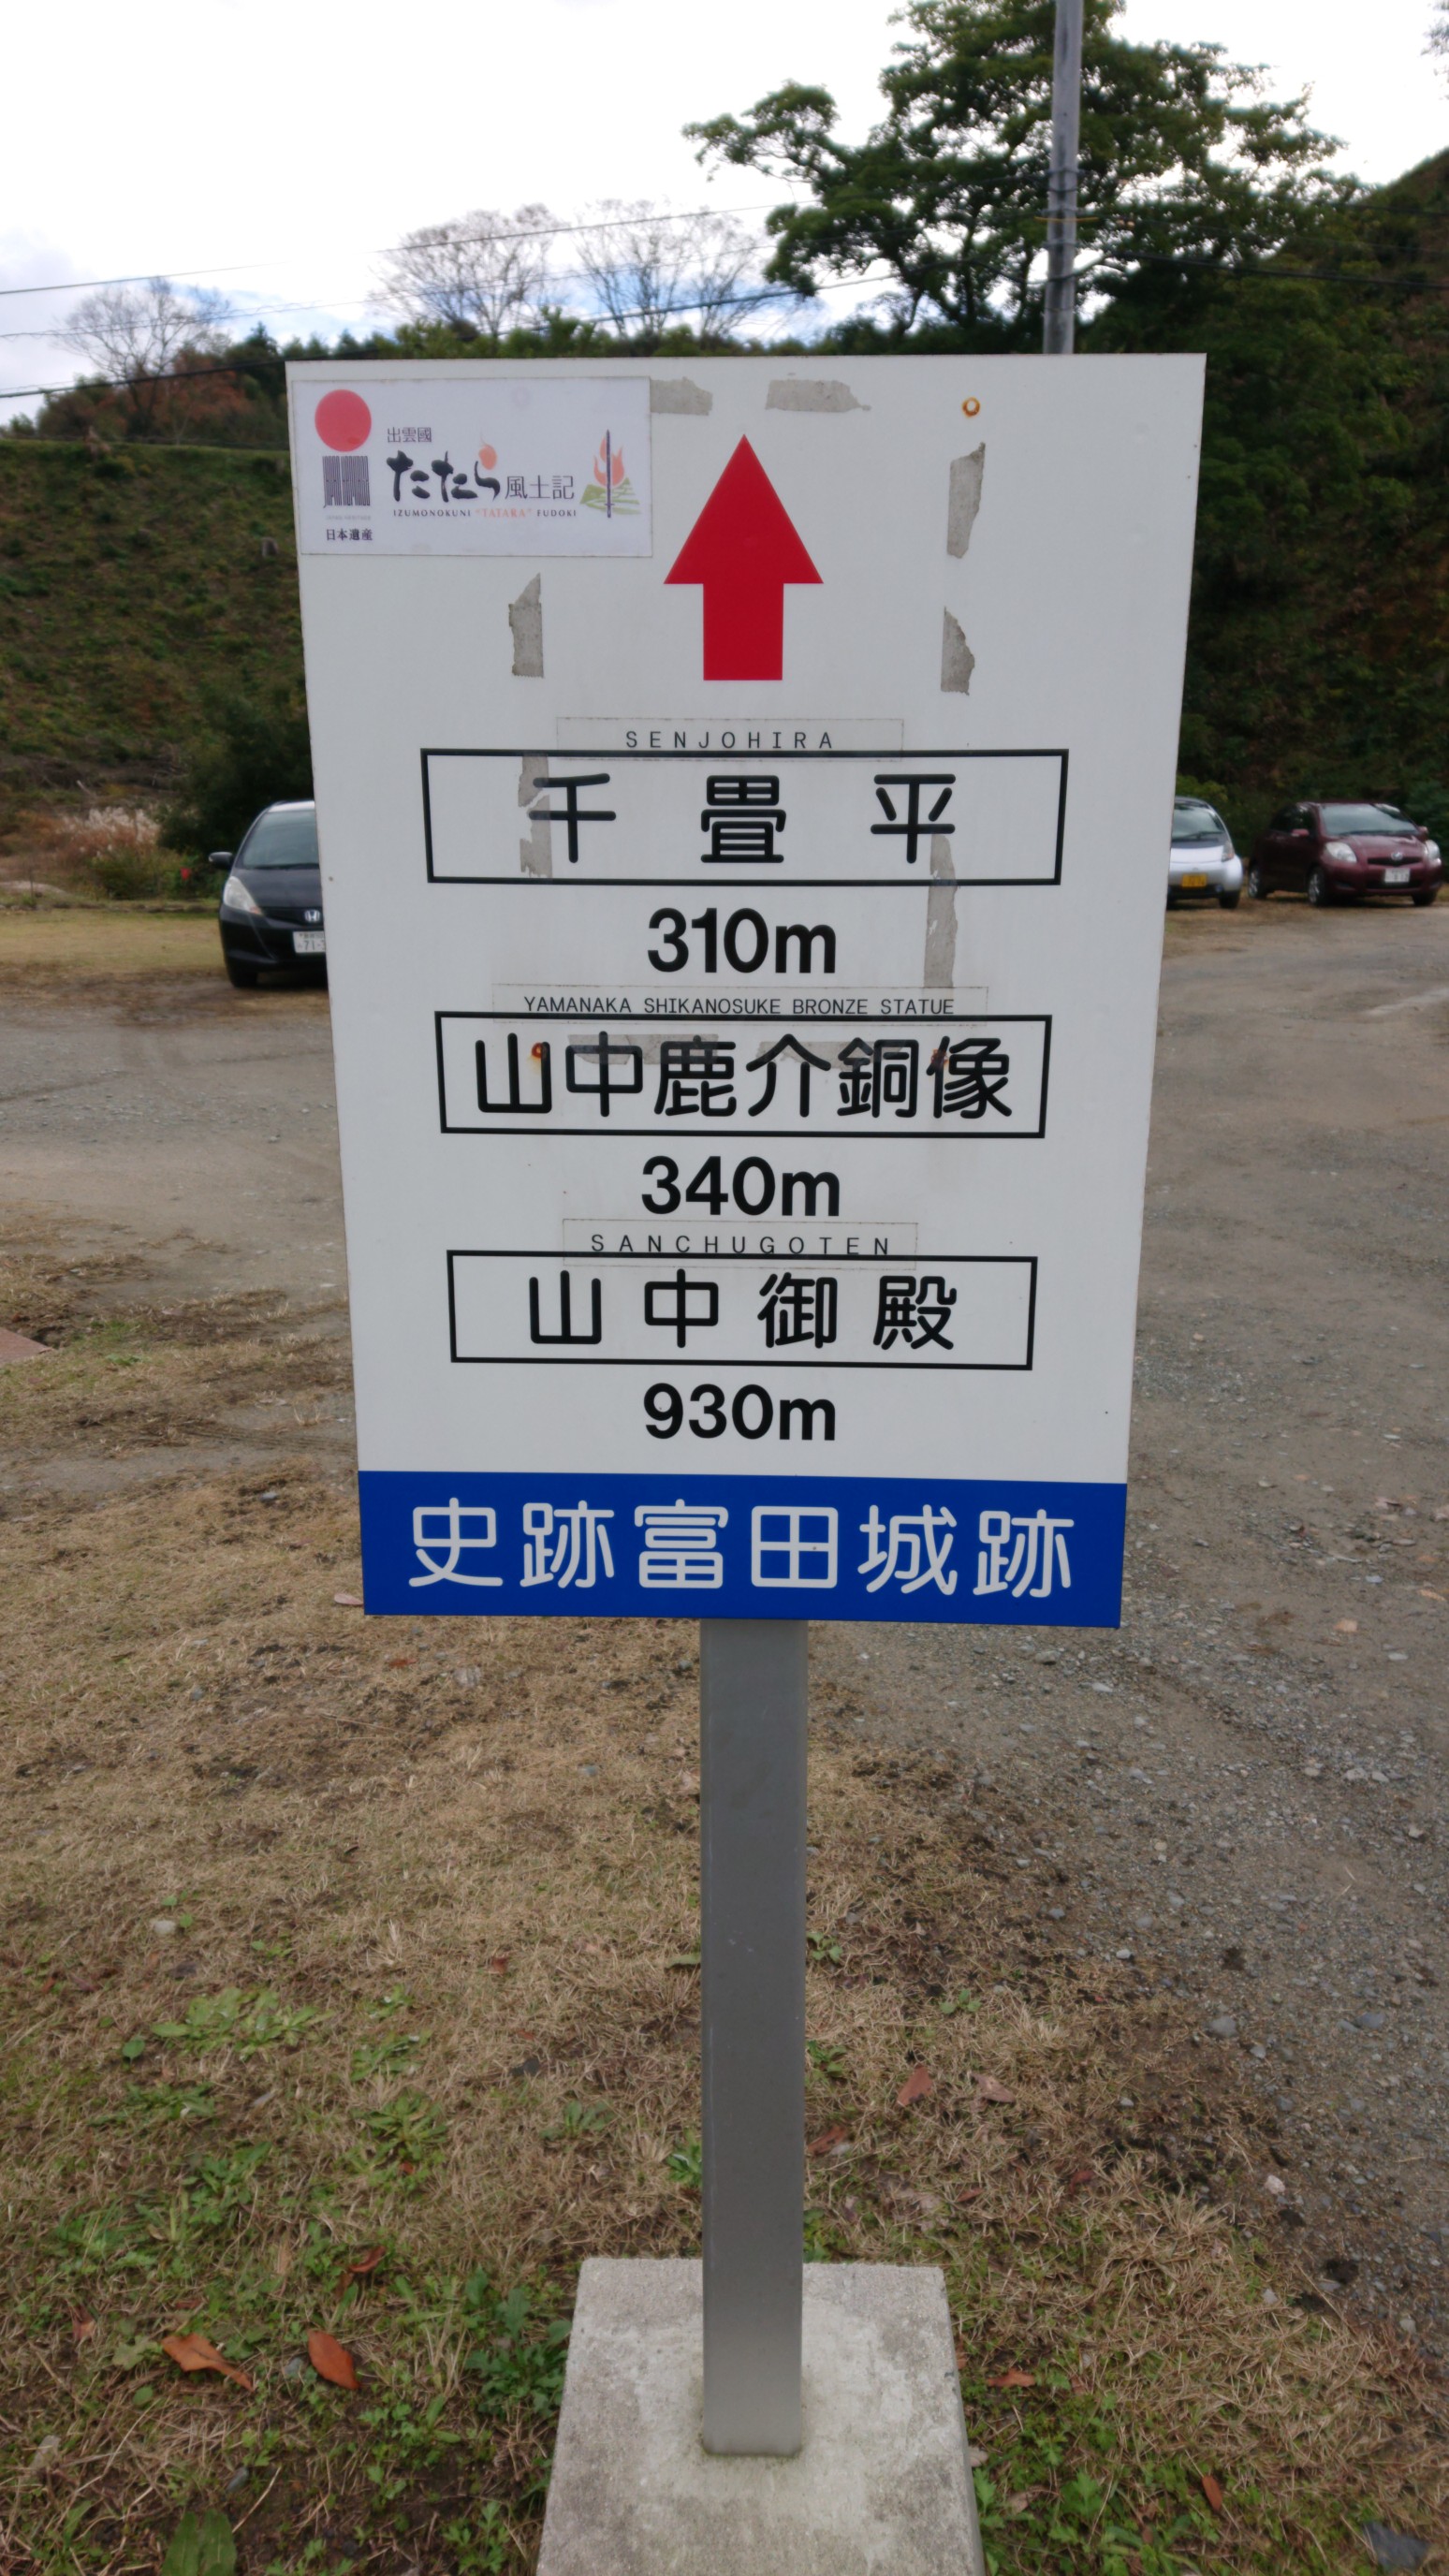 出雲國
たたら風土記
IZUMONOKUNI "TATARA" FUDOKI
日本遺産
SENJOHIRA
千畳平
310m
YAMANAKA SHIKANOSUKE BRONZE STATUE
山中鹿介銅像
340m
SANCHUGOTEN
山中御殿
930m
史跡富田城跡